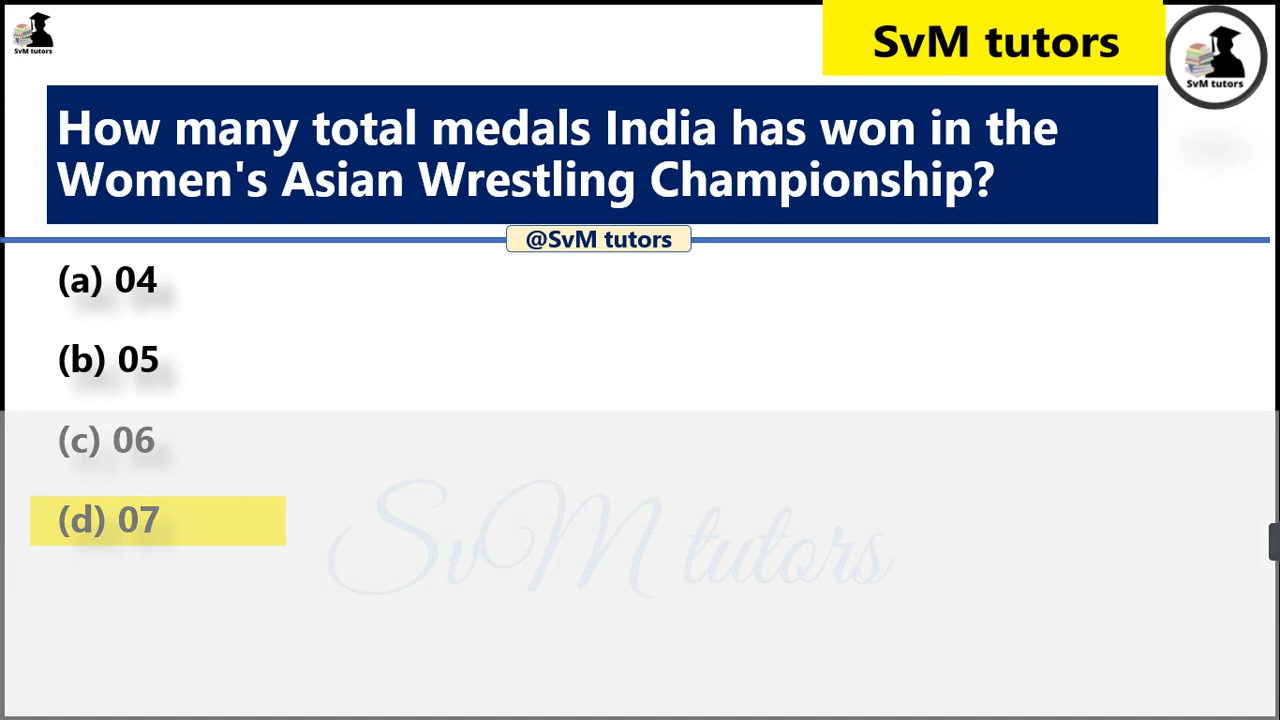 SvM tutors
SvM tutors
SvM tutors
How many total medals India has won in the
Women's Asian Wrestling Championship?
@SvM tutors
(a) 04
(b) 05
(c) 06
(d) 07
SvM tutors